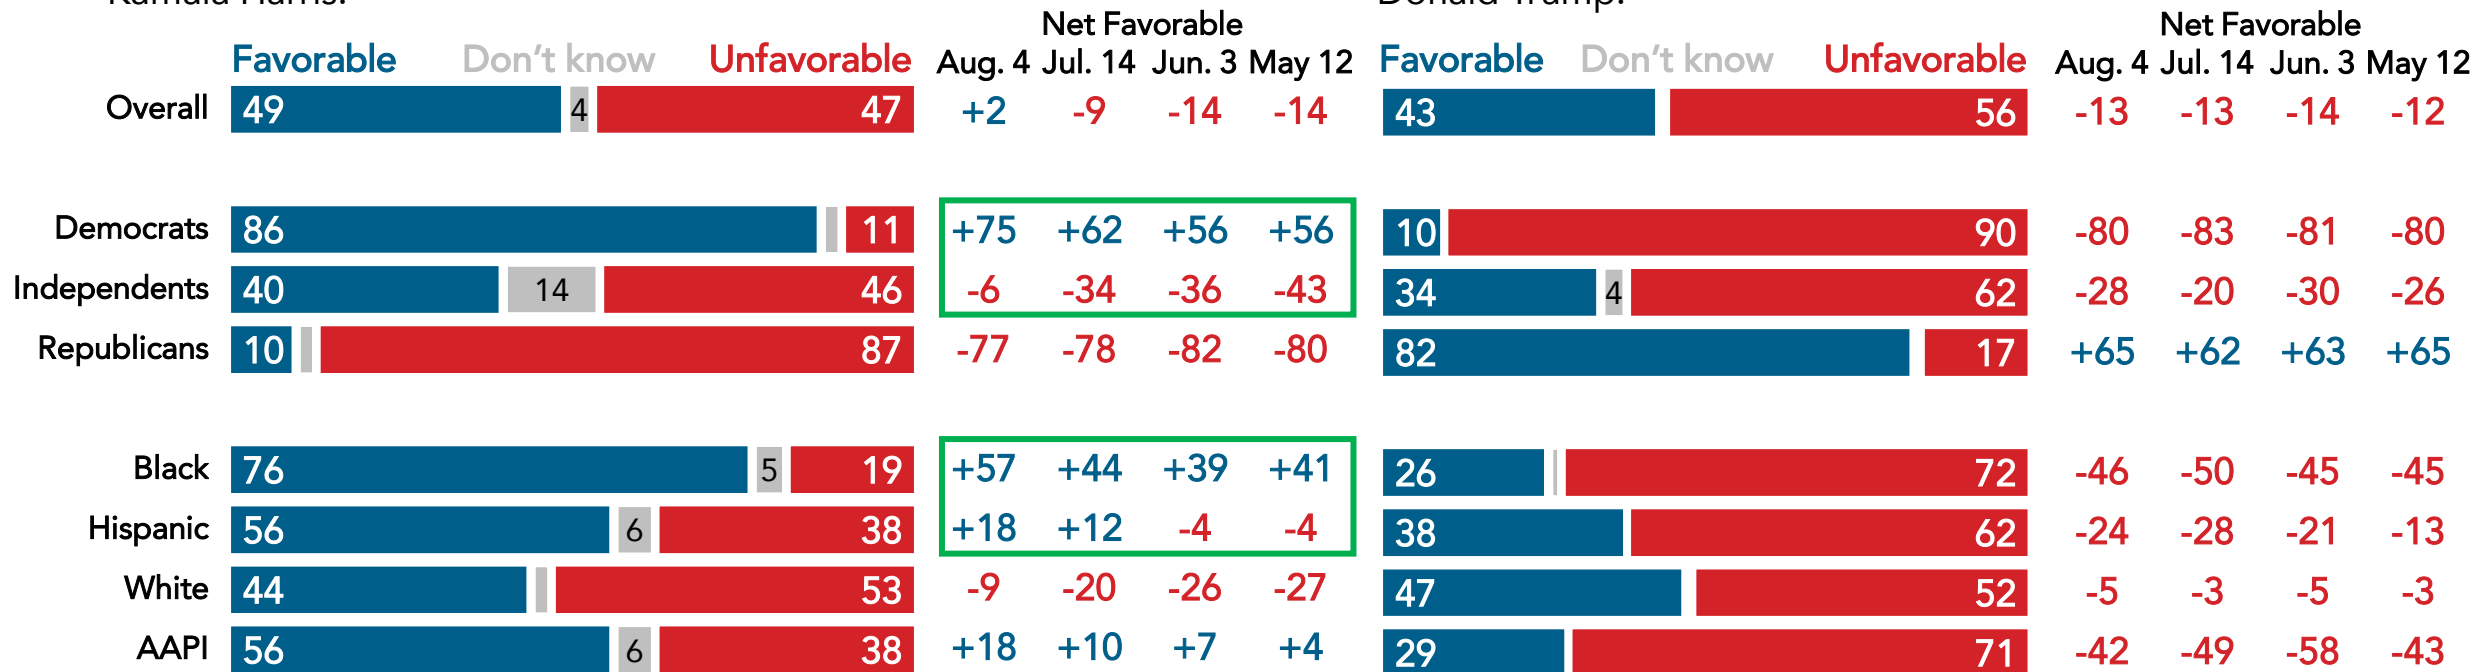 Kamala Harris: Donald Trump:
Net Favorable Net Favorable
Favorable Don't know Unfavorable Aug. 4 Jul. 14 Jun. 3 May 12 Favorable Don't know Unfavorable Aug. 4 Jul. 14 Jun. 3 May 12
Overall 49 4 47 +2 -9 -14 -14 43 56 -13 -13 -14 -12
Democrats 86 11 +75 +62 +56 +56 10 90 -80 -83 -81 -80
Independents 40 14 46 -6 -34 -36 -43 34 4 62 -28 -20 -30 -26
Republicans 10 87 -77 -78 -82 -80 82 17 +65 +62 +63 +65
Black 76 5 19 +57 +44 +39 +41 26 72 -46 -50 -45 -45
Hispanic 56 6 38 +18 +12 -4 -4 38 62 -24 -28 -21 -13
White 44 53 -9 -20 -26 -27 47 52 -5 -3 -5 -3
AAPI 56 6 38 +18 +10 +7 +4 29 71 -42 -49 -58 -43